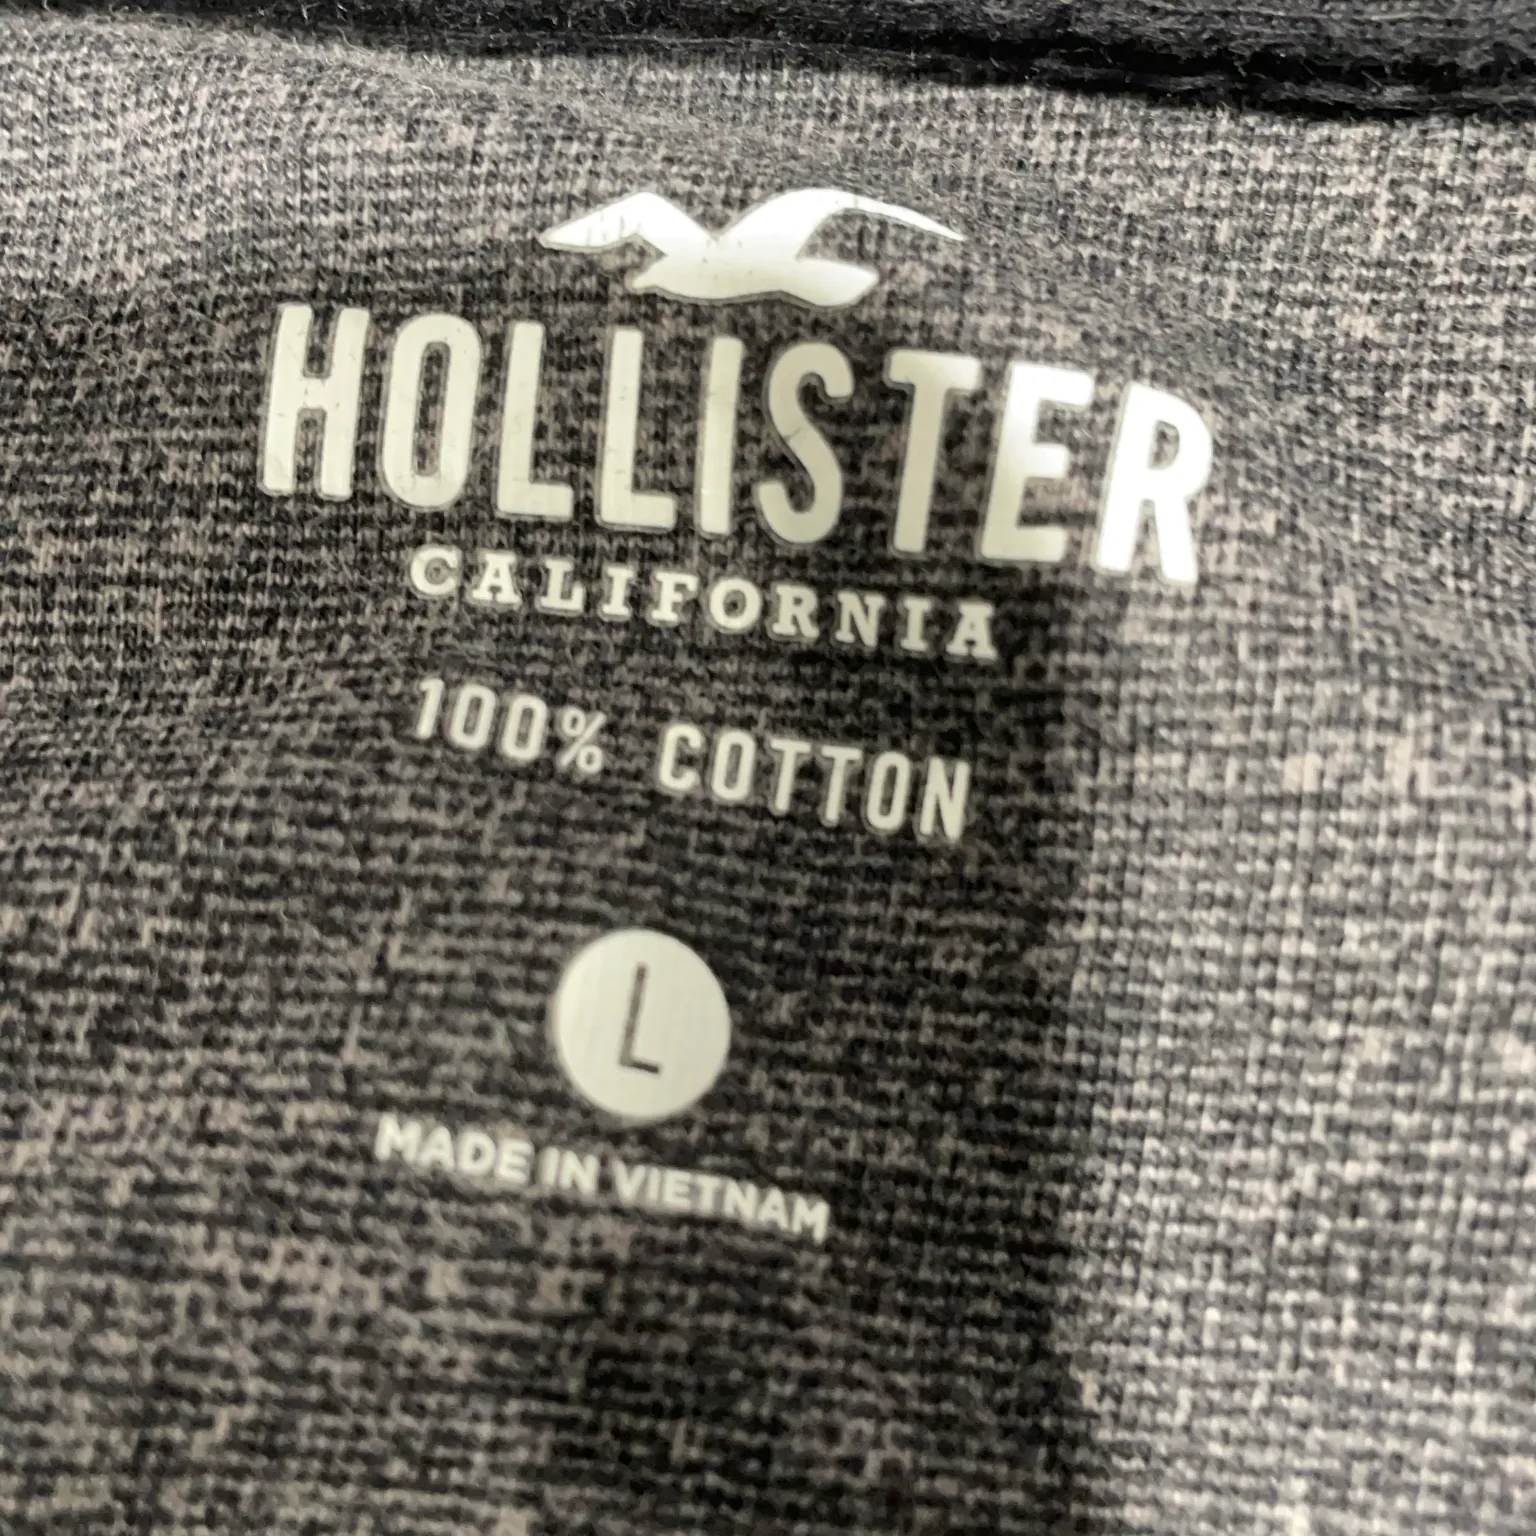 HOLLISTER
CALIFORNIA
100% COTTON
L
MADE IN VIETNAM